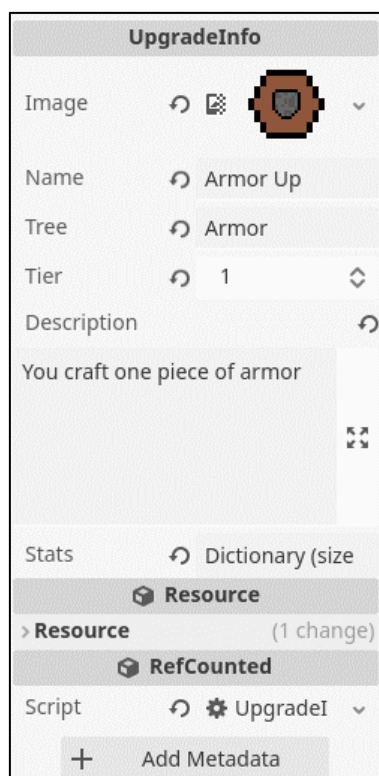 UpgradeInfo
Image
Name Armor Up
Tree Armor
Tier 1
Description
You craft one piece of armor
Stats Dictionary (size
Resource
Resource (1 change)
RefCounted
Script UpgradeI
Add Metadata